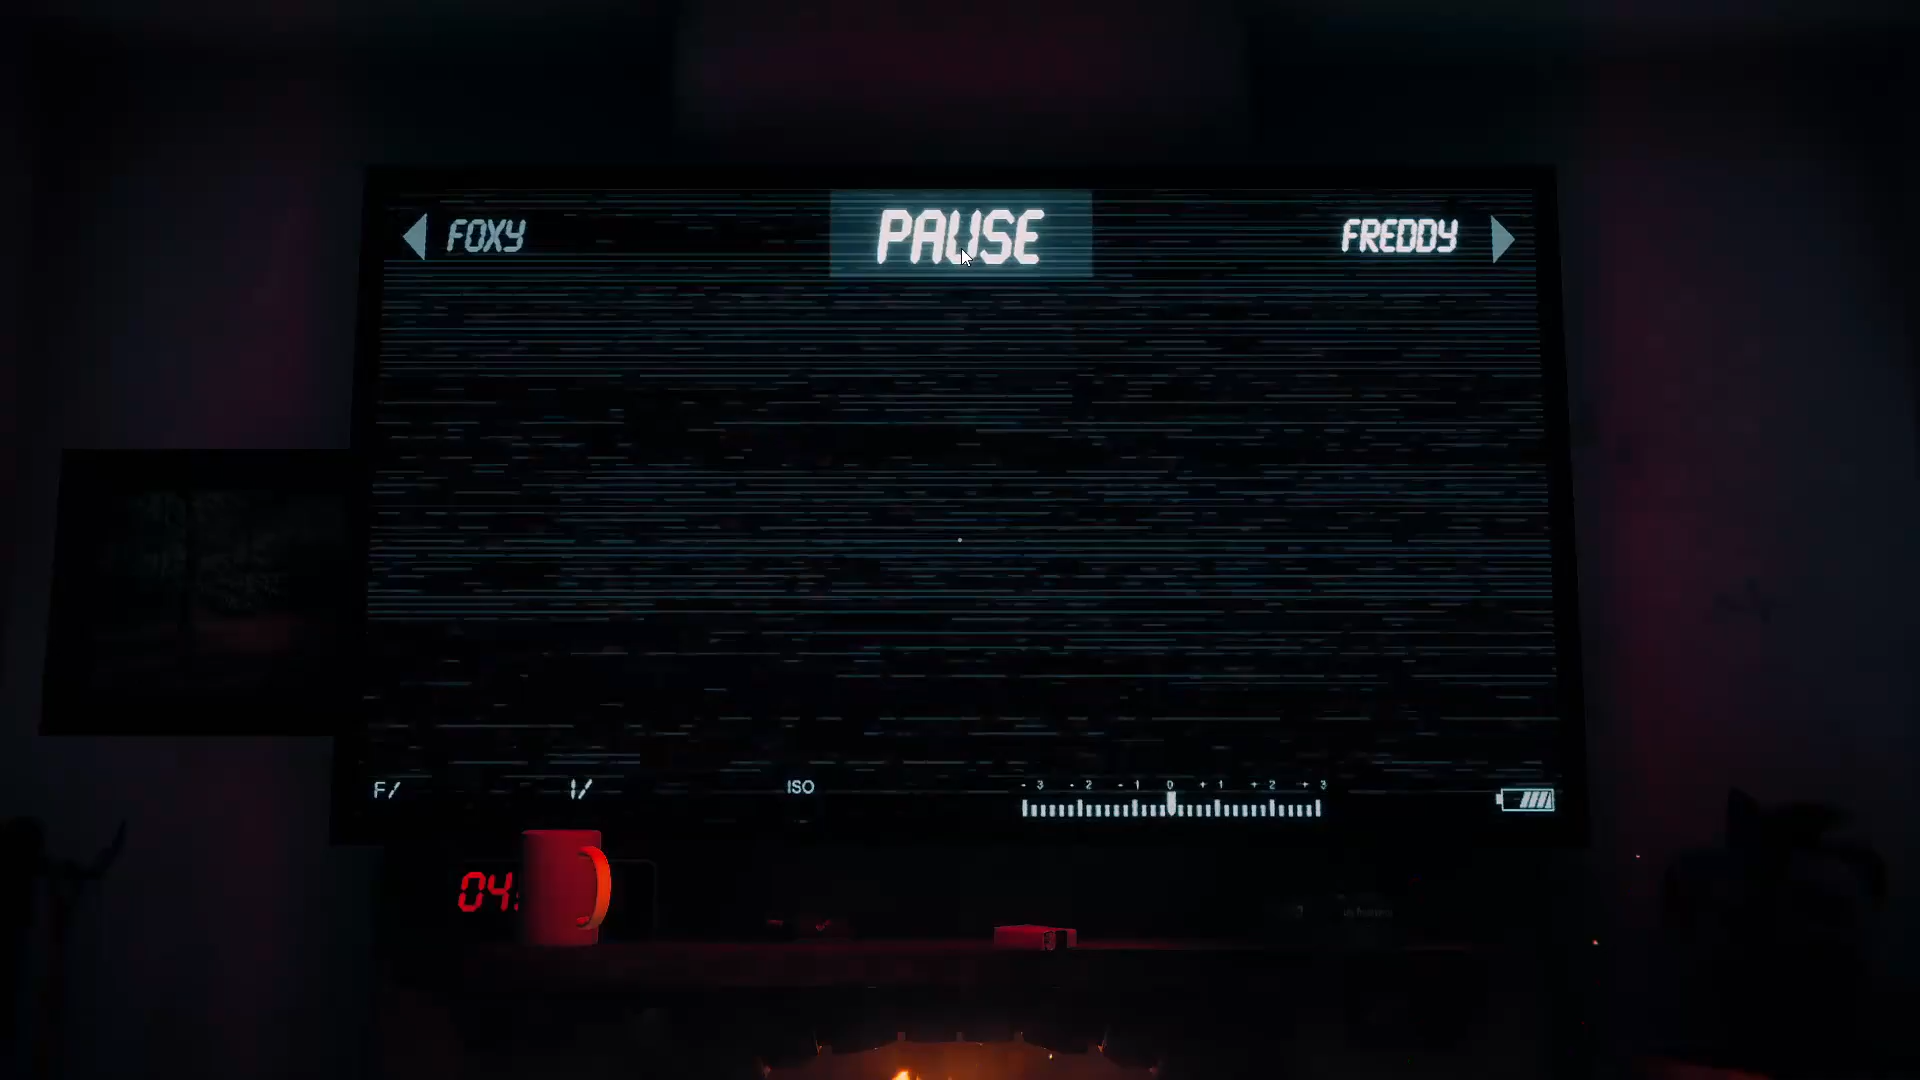 FOXY
PAUSE
FREDDY
F/
1/
ISO
- 3 - 2 - 1 0 + 1 + 2 + 3
04: